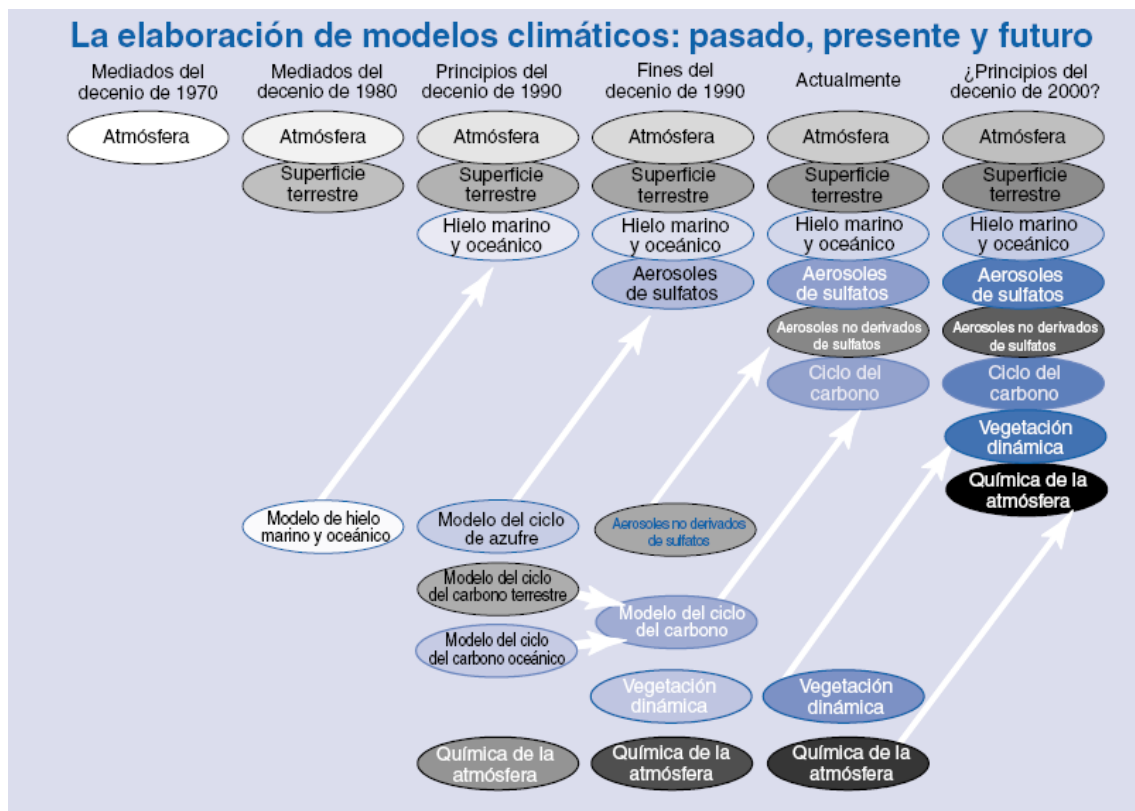 La elaboración de modelos climáticos: pasado, presente y futuro
Mediados del
decenio de 1970
Mediados del
decenio de 1980
Principios del
decenio de 1990
Fines del
decenio de 1990
Actualmente
¿Principios del
decenio de 2000?
Atmósfera
Atmósfera
Atmósfera
Atmósfera
Atmósfera
Atmósfera
Superficie
terrestre
Superficie
terrestre
Superficie
terrestre
Superficie
terrestre
Superficie
terrestre
Hielo marino
y oceánico
Hielo marino
y oceánico
Hielo marino
y oceánico
Hielo marino
y oceánico
Aerosoles
de sulfatos
Aerosoles
de sulfatos
Aerosoles
de sulfatos
Aerosoles no derivados
de sulfatos
Aerosoles no derivados
de sulfatos
Ciclo del
carbono
Ciclo del
carbono
Vegetación
dinámica
Química de la
atmósfera
Modelo de hielo
marino y oceánico
Modelo del ciclo
de azufre
Aerosoles no derivados
de sulfatos
Modelo del ciclo
del carbono terrestre
Modelo del ciclo
del carbono
Modelo del ciclo
del carbono oceánico
Vegetación
dinámica
Vegetación
dinámica
Química de la
atmósfera
Química de la
atmósfera
Química de la
atmósfera